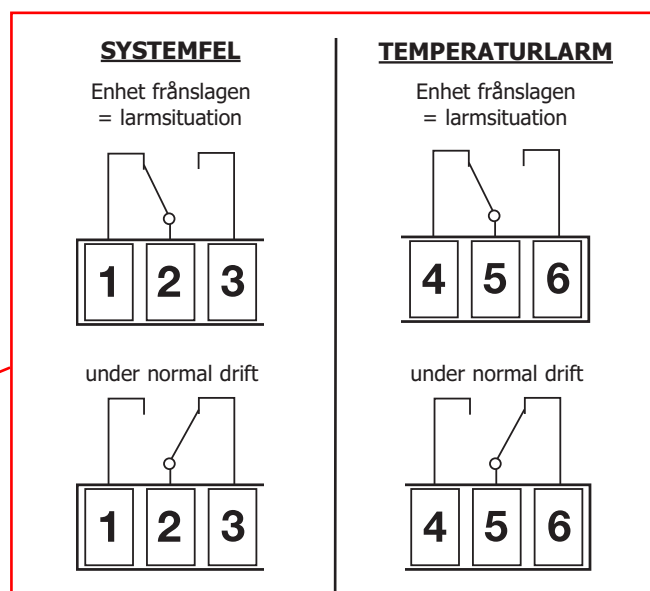 SYSTEMFEL
Enhet frånslagen
= larmsituation
1 2 3
under normal drift
1 2 3
TEMPERATURLARM
Enhet frånslagen
= larmsituation
4 5 6
under normal drift
4 5 6